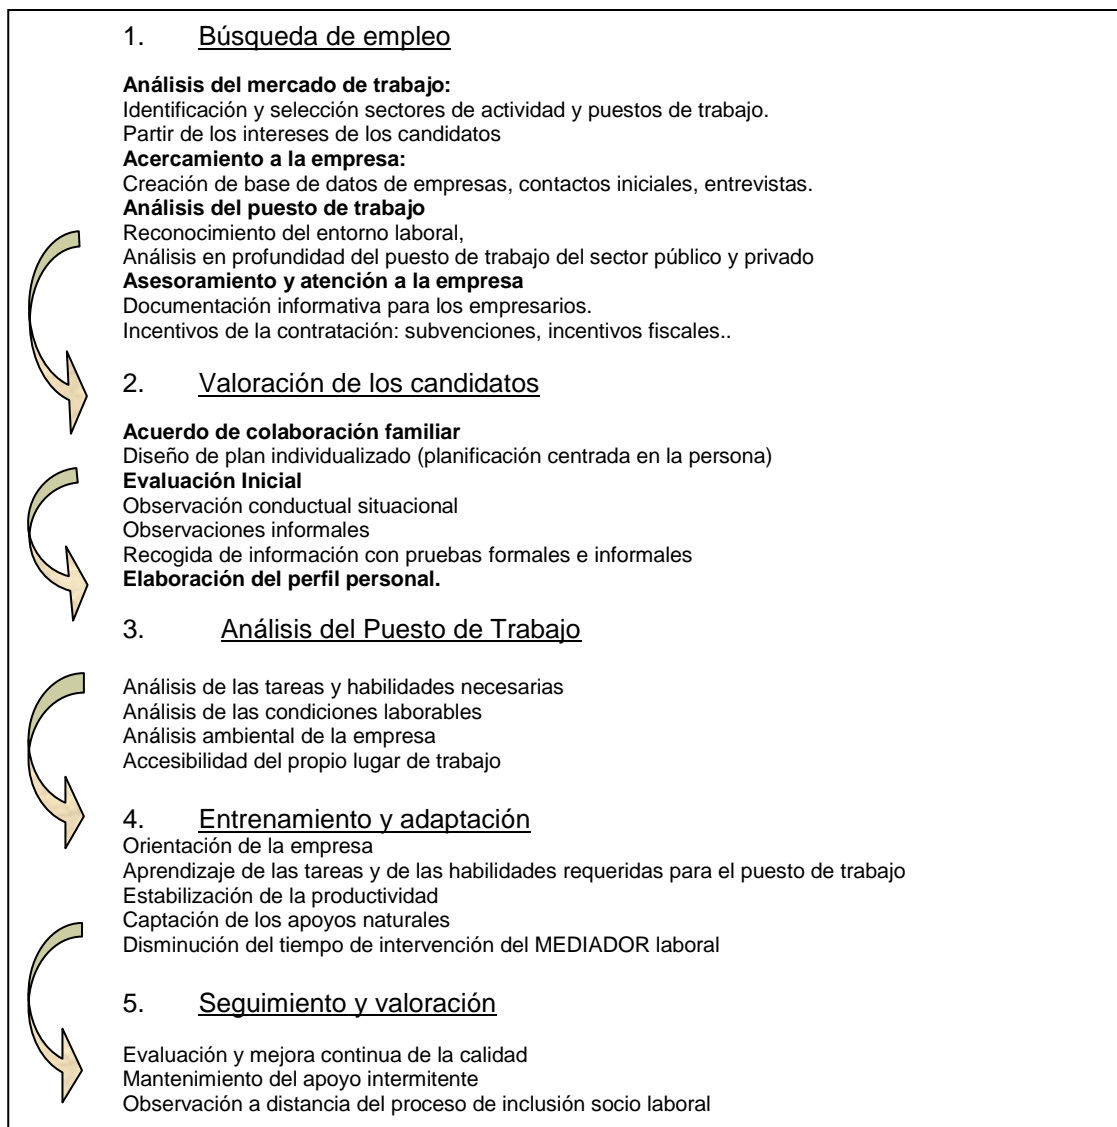 1. Búsqueda de empleo
Análisis del mercado de trabajo:
Identificación y selección sectores de actividad y puestos de trabajo.
Partir de los intereses de los candidatos
Acercamiento a la empresa:
Creación de base de datos de empresas, contactos iniciales, entrevistas.
Análisis del puesto de trabajo
Reconocimiento del entorno laboral,
Análisis en profundidad del puesto de trabajo del sector público y privado
Asesoramiento y atención a la empresa
Documentación informativa para los empresarios.
Incentivos de la contratación: subvenciones, incentivos fiscales..
2. Valoración de los candidatos
Acuerdo de colaboración familiar
Diseño de plan individualizado (planificación centrada en la persona)
Evaluación Inicial
Observación conductual situacional
Observaciones informales
Recogida de información con pruebas formales e informales
Elaboración del perfil personal.
3. Análisis del Puesto de Trabajo
Análisis de las tareas y habilidades necesarias
Análisis de las condiciones laborables
Análisis ambiental de la empresa
Accesibilidad del propio lugar de trabajo
4. Entrenamiento y adaptación
Orientación de la empresa
Aprendizaje de las tareas y de las habilidades requeridas para el puesto de trabajo
Estabilización de la productividad
Captación de los apoyos naturales
Disminución del tiempo de intervención del MEDIADOR laboral
5. Seguimiento y valoración
Evaluación y mejora continua de la calidad
Mantenimiento del apoyo intermitente
Observación a distancia del proceso de inclusión socio laboral